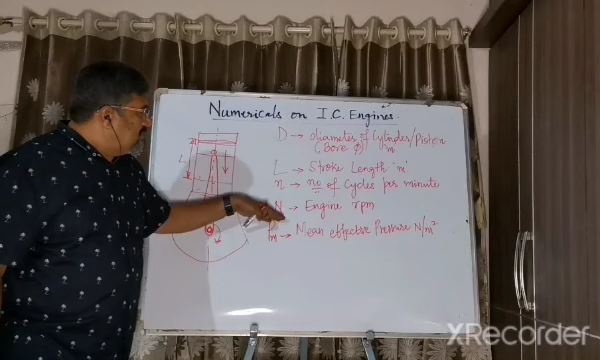 Numericals on I.C. Engines.
D → diameter of Cylinder/Piston
(Bore ϕ) 'm'
L → Stroke Length 'm'
n → no of Cycles per minute
N → Engine rpm
m → Mean effective Pressure N/m²
L
XRecorder